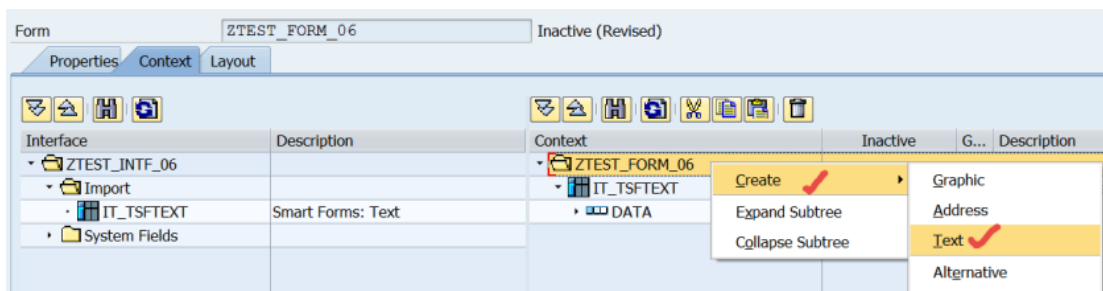 Form ZTEST_FORM_06 Inactive (Revised)
Properties Context Layout
Interface Description Context Inactive G... Description
ZTEST_INTF_06 ZTEST_FORM_06
Import IT_TSFTEXT
IT_TSFTEXT Smart Forms: Text DATA
System Fields
Create
Expand Subtree
Collapse Subtree
Graphic
Address
Text
Alternative